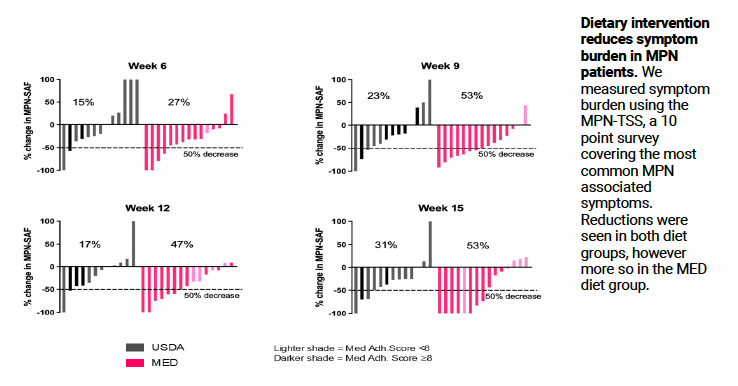 Dietary intervention
reduces symptom
burden in MPN
patients. We
measured symptom
burden using the
MPN-TSS, a 10
point survey
covering the most
common MPN
associated
symptoms.
Reductions were
seen in both diet
groups, however
more so in the MED
diet group.
Week 6
% change in MPN-SAF
100
50
0
-50
-100
15%
27%
50% decrease
Week 9
% change in MPN-SAF
100
50
0
-50
-100
23%
53%
50% decrease
Week 12
% change in MPN-SAF
100
50
0
-50
-100
17%
47%
50% decrease
Week 15
% change in MPN-SAF
100
50
0
-50
-100
31%
53%
50% decrease
USDA
MED
Lighter shade = Med Adh.Score <8
Darker shade = Med Adh. Score ≥8